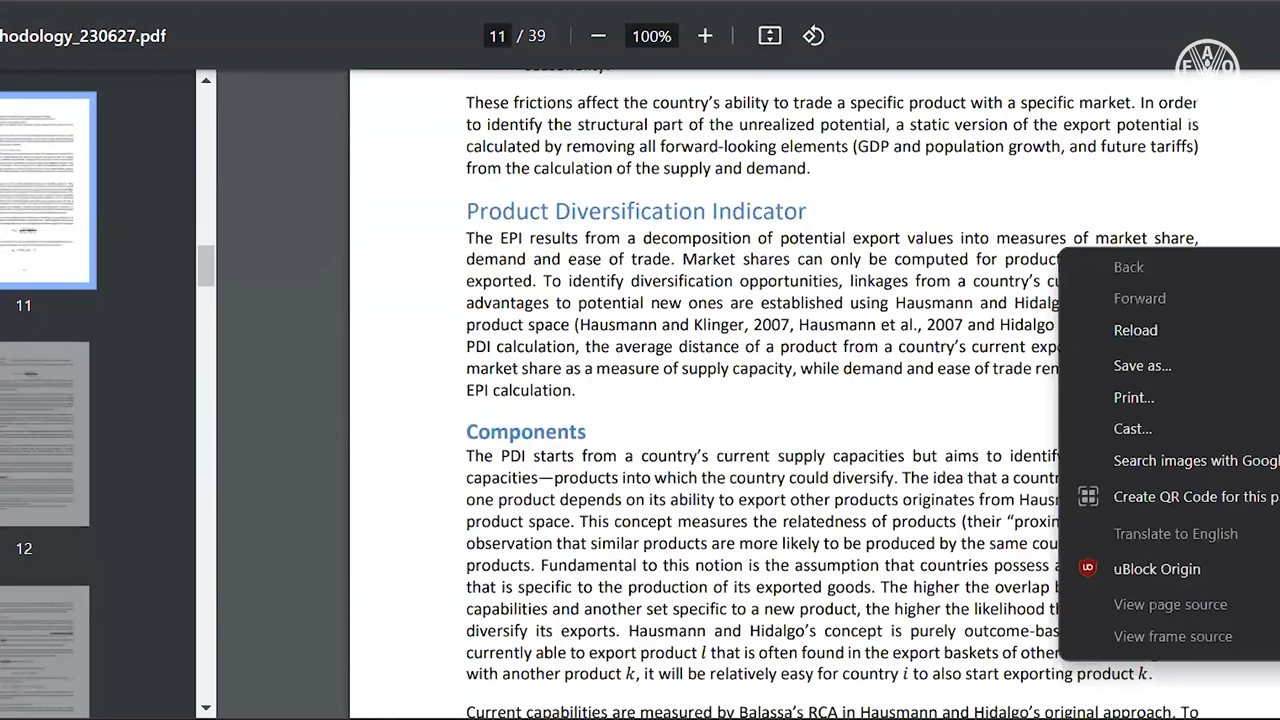 hodology_230627.pdf
11 / 39
100%
FAO
These frictions affect the country's ability to trade a specific product with a specific market. In order
to identify the structural part of the unrealized potential, a static version of the export potential is
calculated by removing all forward-looking elements (GDP and population growth, and future tariffs)
from the calculation of the supply and demand.
Product Diversification Indicator
The EPI results from a decomposition of potential export values into measures of market share,
demand and ease of trade. Market shares can only be computed for product
exported. To identify diversification opportunities, linkages from a country's cu
advantages to potential new ones are established using Hausmann and Hidalg
product space (Hausmann and Klinger, 2007, Hausmann et al., 2007 and Hidalgo
PDI calculation, the average distance of a product from a country's current expo
market share as a measure of supply capacity, while demand and ease of trade ren
EPI calculation.
Components
The PDI starts from a country's current supply capacities but aims to identify
capacities—products into which the country could diversify. The idea that a count
one product depends on its ability to export other products originates from Hausn
product space. This concept measures the relatedness of products (their “proxin
observation that similar products are more likely to be produced by the same cou
products. Fundamental to this notion is the assumption that countries possess a
that is specific to the production of its exported goods. The higher the overlap b
capabilities and another set specific to a new product, the higher the likelihood th
diversify its exports. Hausmann and Hidalgo's concept is purely outcome-bas
currently able to export product l that is often found in the export baskets of other
with another product k, it will be relatively easy for country i to also start exporting product k.
Current capabilities are measured by Balassa's RCA in Hausmann and Hidalgo's original approach. To
11
12
Back
Forward
Reload
Save as...
Print...
Cast...
Search images with Googl
Create QR Code for this p
Translate to English
uBlock Origin
View page source
View frame source